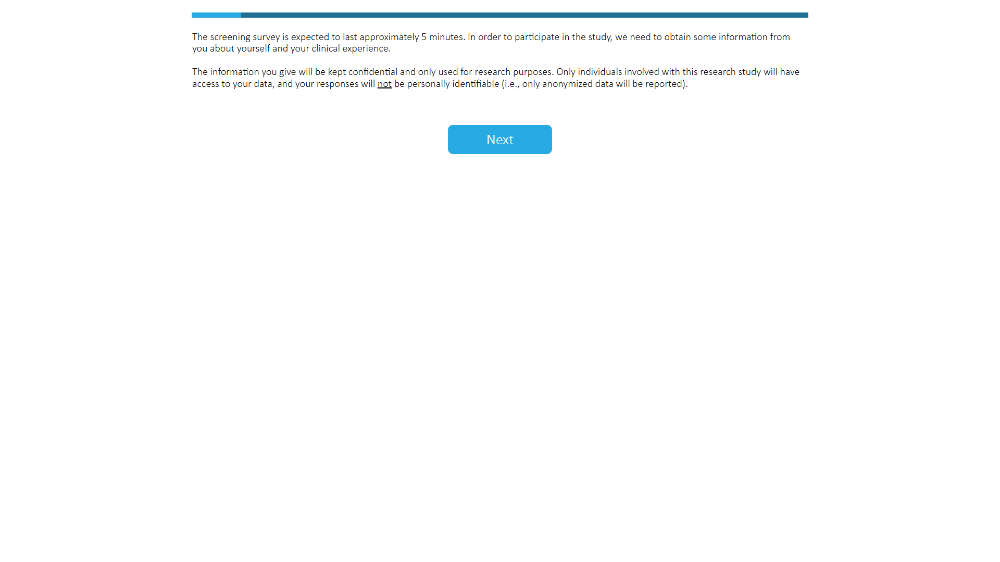 The screening survey is expected to last approximately 5 minutes. In order to participate in the study, we need to obtain some information from
you about yourself and your clinical experience.
The information you give will be kept confidential and only used for research purposes. Only individuals involved with this research study will have
access to your data, and your responses will not be personally identifiable (i.e., only anonymized data will be reported).
Next